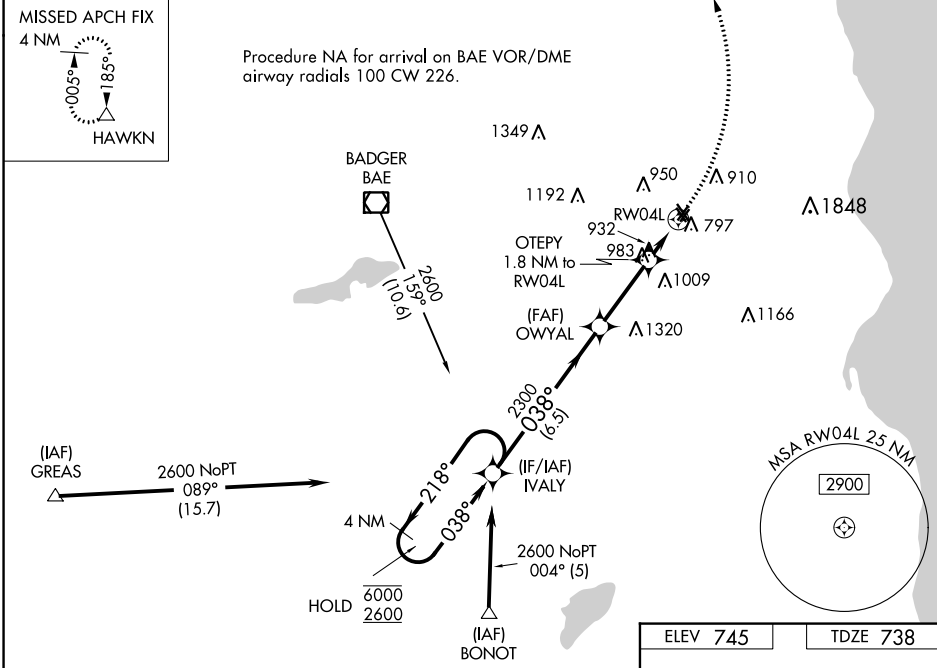 MISSED APCH FIX
4 NM
005°
185°
HAWKN
Procedure NA for arrival on BAE VOR/DME
airway radials 100 CW 226.
1349
BADGER
BAE
1192
950
910
1848
RW04L
797
932
983
OTEPY
1.8 NM to
RW04L
1009
2600
159°
(10.6)
(FAF)
OWYAL
1320
1166
2300
038°
(6.5)
(IAF)
GREAS
2600 NoPT
089°
(15.7)
218°
038°
4 NM
(IF/IAF)
IVALY
MSA RW04L 25 NM
2900
HOLD
6000
2600
2600 NoPT
004° (5)
(IAF)
BONOT
ELEV 745
TDZE 738